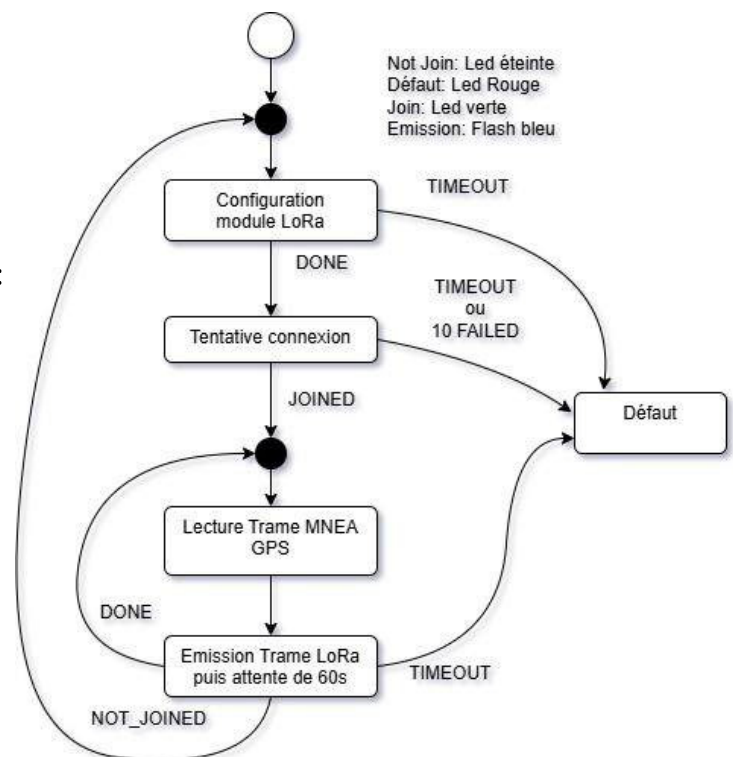 Not Join: Led éteinte
Défaut: Led Rouge
Join: Led verte
Emission: Flash bleu
Configuration
module LoRa
TIMEOUT
:
DONE
TIMEOUT
ou
10 FAILED
Tentative connexion
JOINED
Défaut
Lecture Trame MNEA
GPS
DONE
Emission Trame LoRa
puis attente de 60s
TIMEOUT
NOT_JOINED